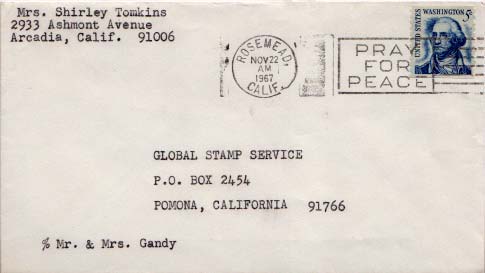 Mrs. Shirley Tomkins
2933 Ashmont Avenue
Arcadia, Calif. 91006
ROSEMEAD,
NOV 22
AM
1967
CALIF.
PRAY
FOR
PEACE
UNITED STATES
WASHINGTON 5¢
GLOBAL STAMP SERVICE
P.O. BOX 2454
POMONA, CALIFORNIA 91766
% Mr. & Mrs. Gandy